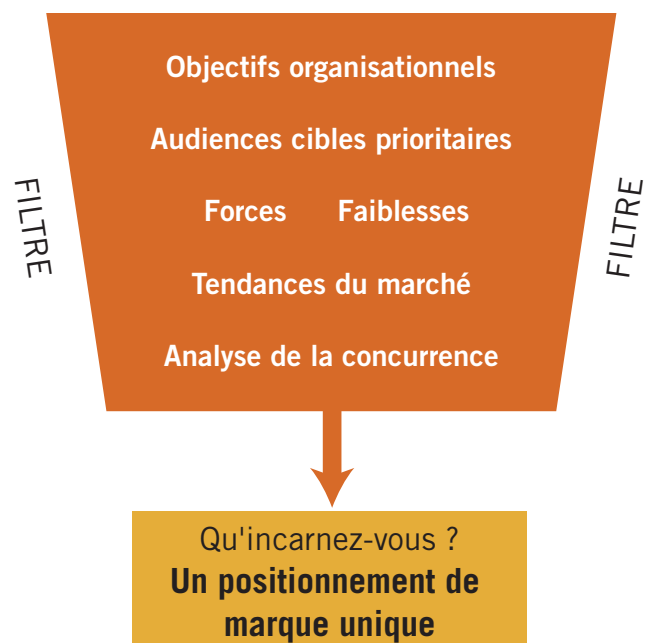 Objectifs organisationnels
Audiences cibles prioritaires
Forces Faiblesses
Tendances du marché
Analyse de la concurrence
FILTRE
FILTRE
Qu'incarnez-vous ?
Un positionnement de
marque unique